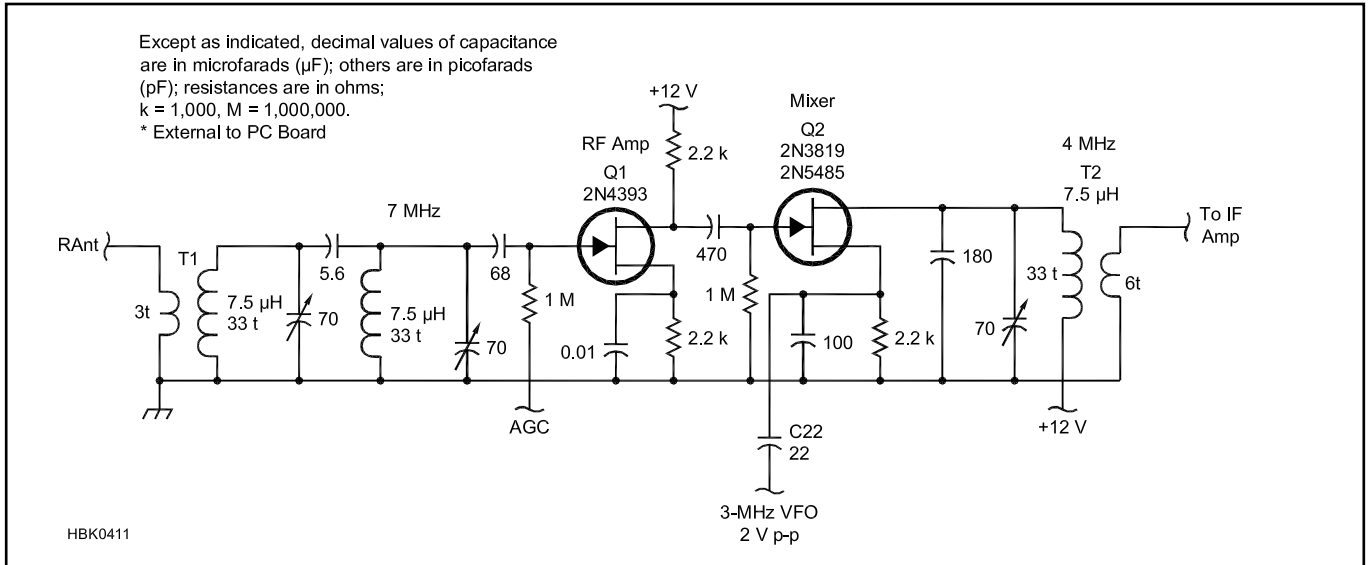 Except as indicated, decimal values of capacitance
are in microfarads (µF); others are in picofarads
(pF); resistances are in ohms;
k = 1,000, M = 1,000,000.
* External to PC Board
+12 V
2.2 k
RF Amp
Q1
2N4393
Mixer
Q2
2N3819
2N5485
4 MHz
T2
7.5 µH
7 MHz
RAnt
T1
3t
7.5 µH
33 t
70
5.6
7.5 µH
33 t
70
68
1 M
AGC
0.01
2.2 k
470
1 M
100
2.2 k
C22
22
3-MHz VFO
2 V p-p
180
70
33 t
6t
+12 V
To IF
Amp
HBK0411